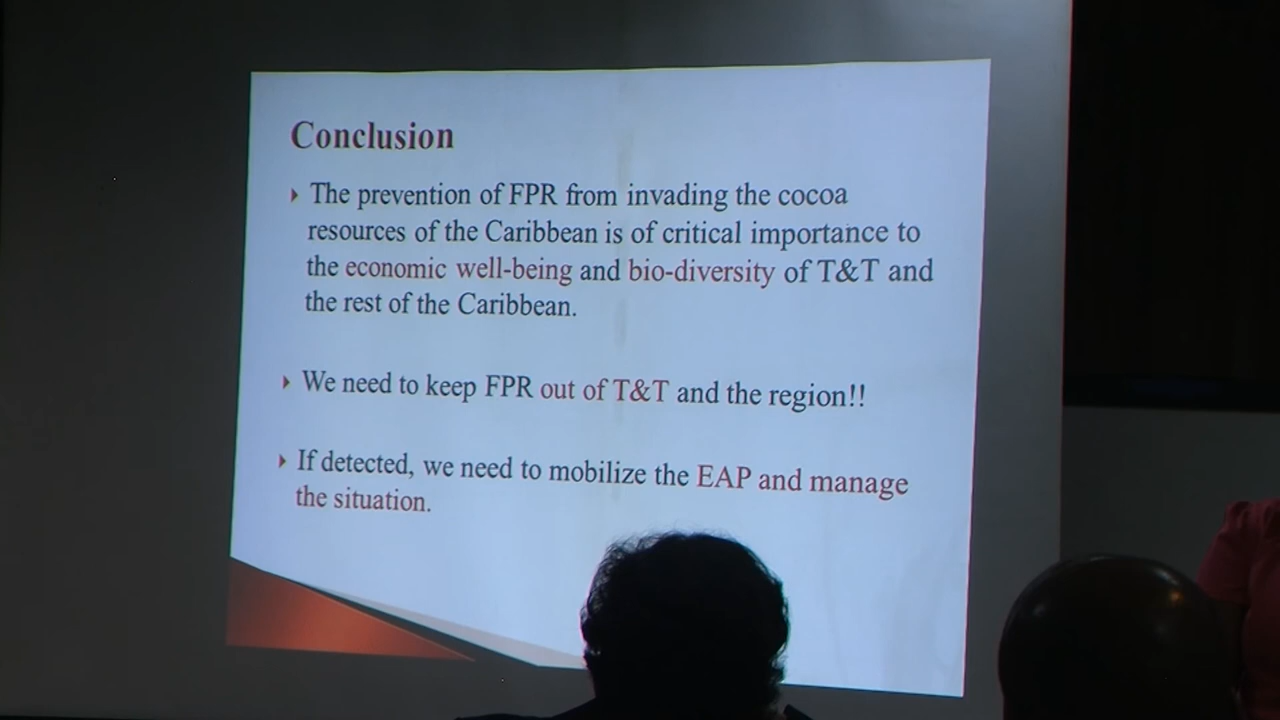 Conclusion
The prevention of FPR from invading the cocoa
resources of the Caribbean is of critical importance to
the economic well-being and bio-diversity of T&T and
the rest of the Caribbean.
We need to keep FPR out of T&T and the region!!
If detected, we need to mobilize the EAP and manage
the situation.